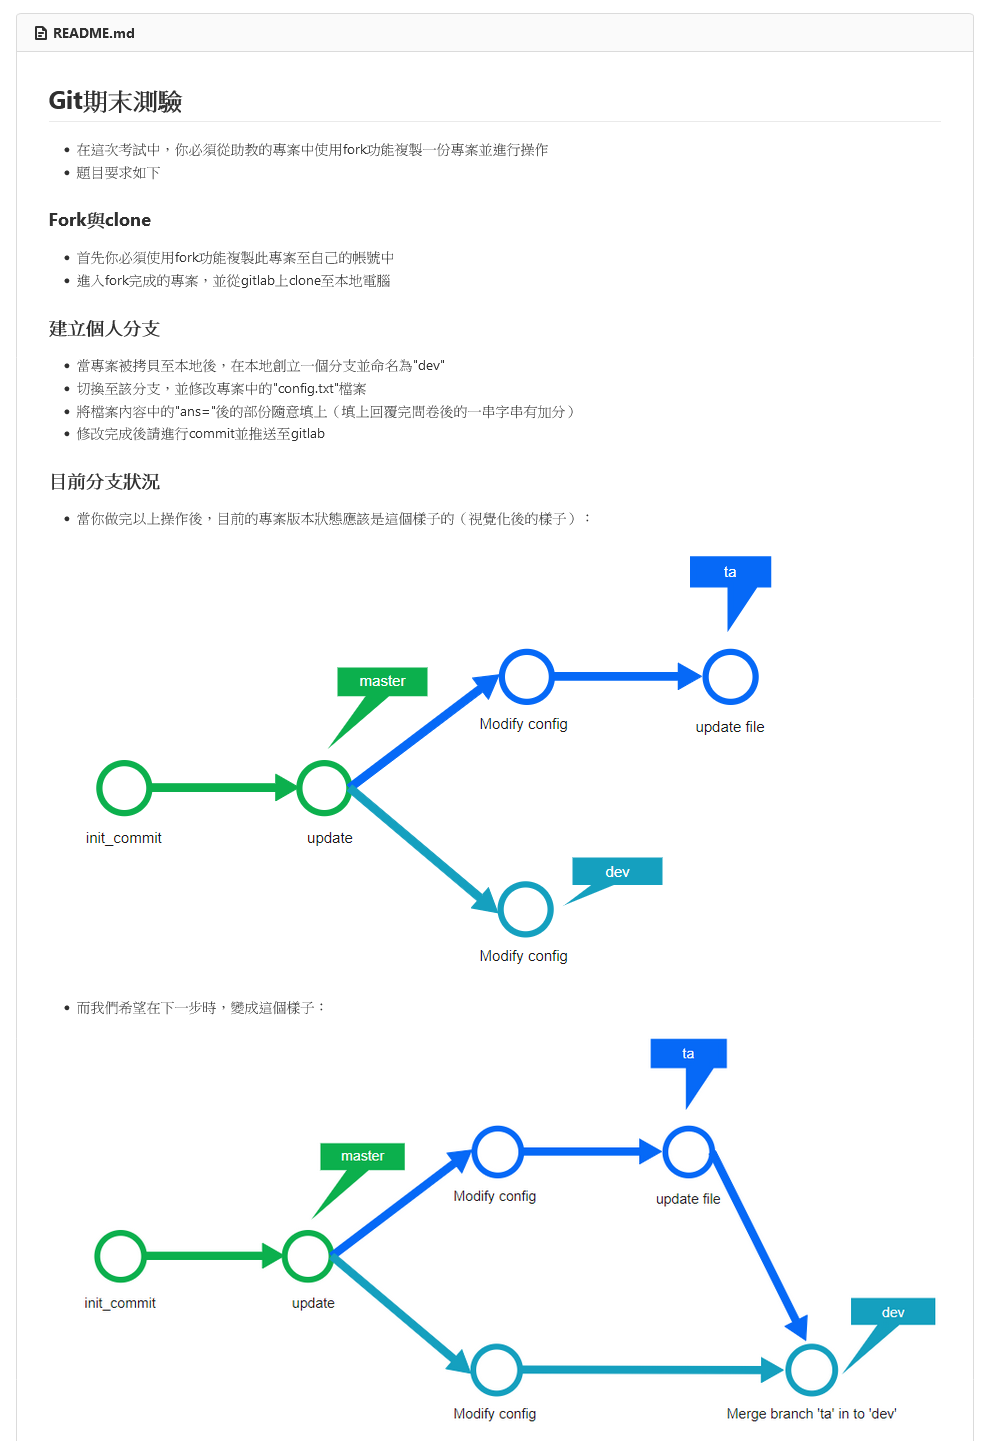 README.md
Git期末測驗
在這次考試中，你必須從助教的專案中使用fork功能複製一份專案並進行操作
題目要求如下
Fork與clone
首先你必須使用fork功能複製此專案至自己的帳號中
進入fork完成的專案，並從gitlab上clone至本地電腦
建立個人分支
當專案被拷貝至本地後，在本地創立一個分支並命名為"dev"
切換至該分支，並修改專案中的"config.txt"檔案
將檔案內容中的"ans="後的部份隨意填上（填上回覆完問卷後的一串字串有加分）
修改完成後請進行commit並推送至gitlab
目前分支狀況
當你做完以上操作後，目前的專案版本狀態應該是這個樣子的（視覺化後的樣子）：
ta
master
Modify config
update file
init_commit
update
dev
Modify config
而我們希望在下一步時，變成這個樣子：
ta
master
Modify config
update file
init_commit
update
dev
Modify config
Merge branch 'ta' in to 'dev'